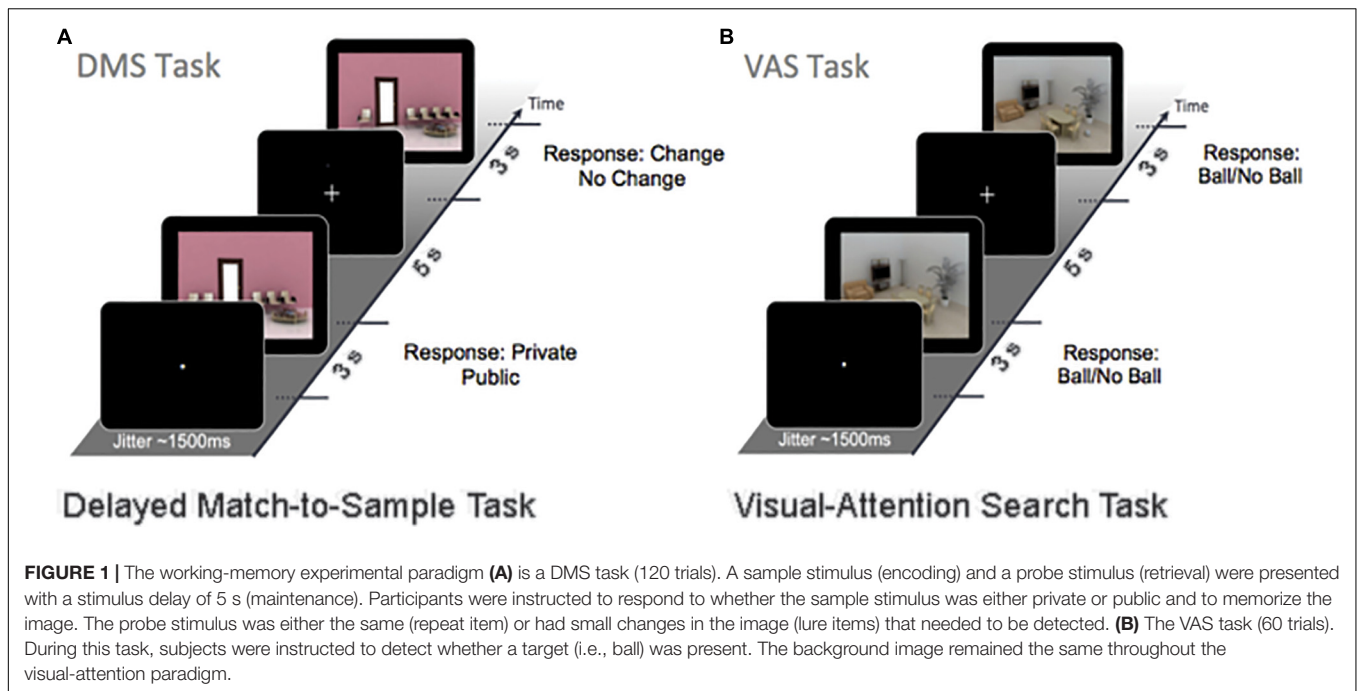 A
DMS Task
Time
3 s
Response: Change
No Change
5 s
3 s
Response: Private
Public
Jitter ~1500ms
Delayed Match-to-Sample Task
B
VAS Task
Time
3 s
Response:
Ball/No Ball
5 s
3 s
Response:
Ball/No Ball
Jitter ~1500ms
Visual-Attention Search Task
FIGURE 1 | The working-memory experimental paradigm (A) is a DMS task (120 trials). A sample stimulus (encoding) and a probe stimulus (retrieval) were presented
with a stimulus delay of 5 s (maintenance). Participants were instructed to respond to whether the sample stimulus was either private or public and to memorize the
image. The probe stimulus was either the same (repeat item) or had small changes in the image (lure items) that needed to be detected. (B) The VAS task (60 trials).
During this task, subjects were instructed to detect whether a target (i.e., ball) was present. The background image remained the same throughout the
visual-attention paradigm.